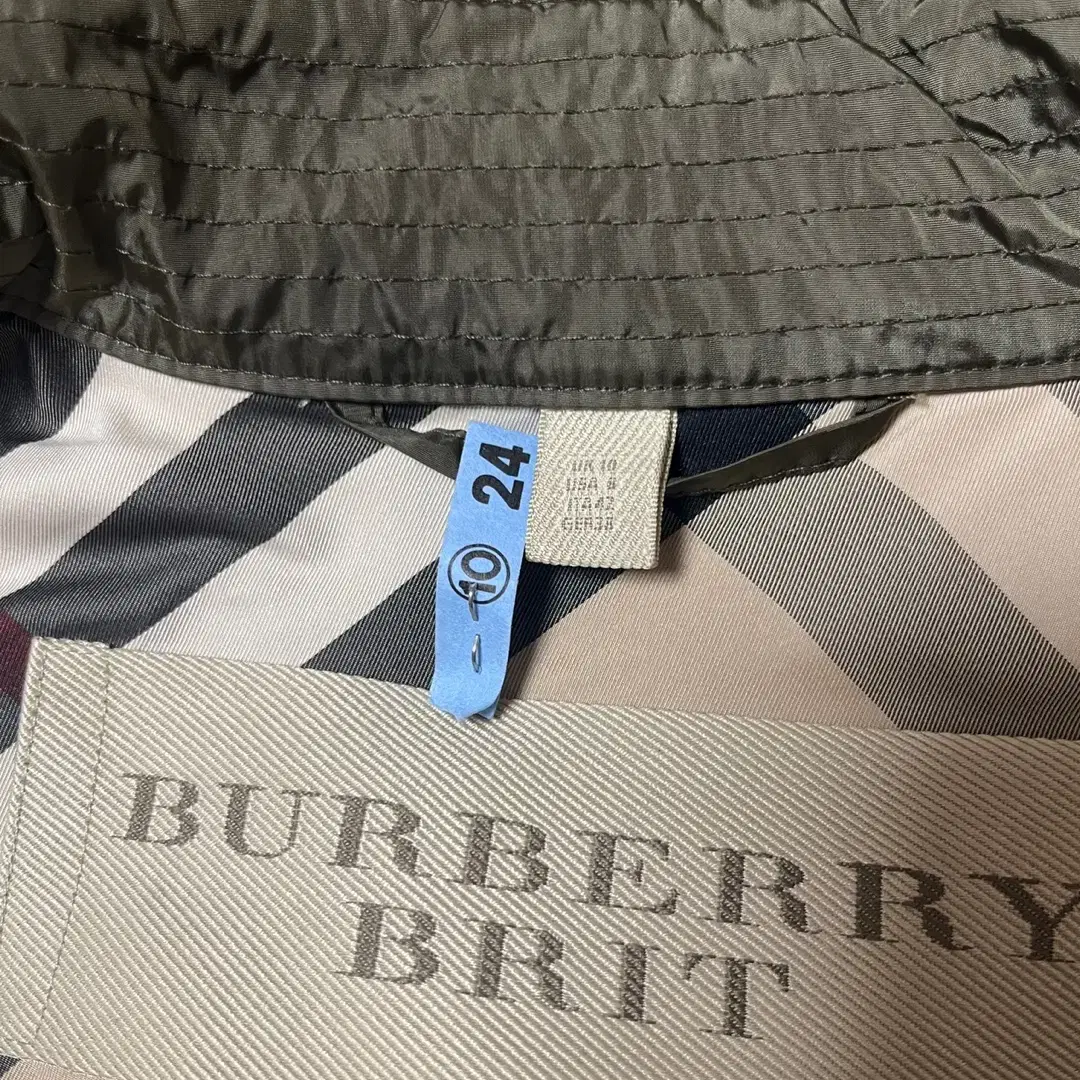 24
10
UK 10
USA 8
ITA 42
GER 38
BURBERRY
BRIT